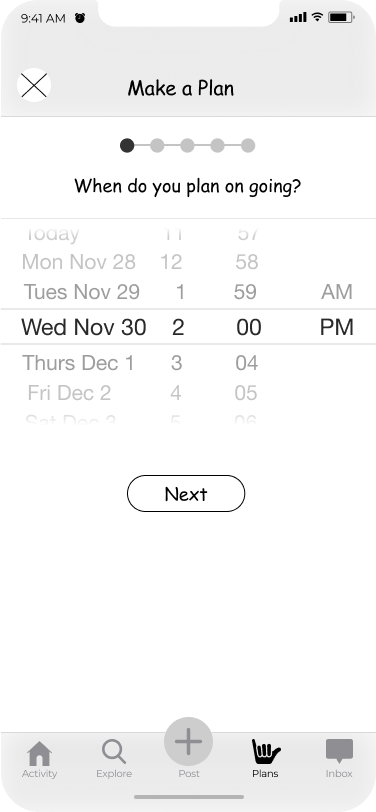 9:41 AM
Make a Plan
When do you plan on going?
Today 11 57
Mon Nov 28 12 58
Tues Nov 29 1 59 AM
Wed Nov 30 2 00 PM
Thurs Dec 1 3 04
Fri Dec 2 4 05
Sat Dec 3 5 06
Next
Activity Explore Post Plans Inbox